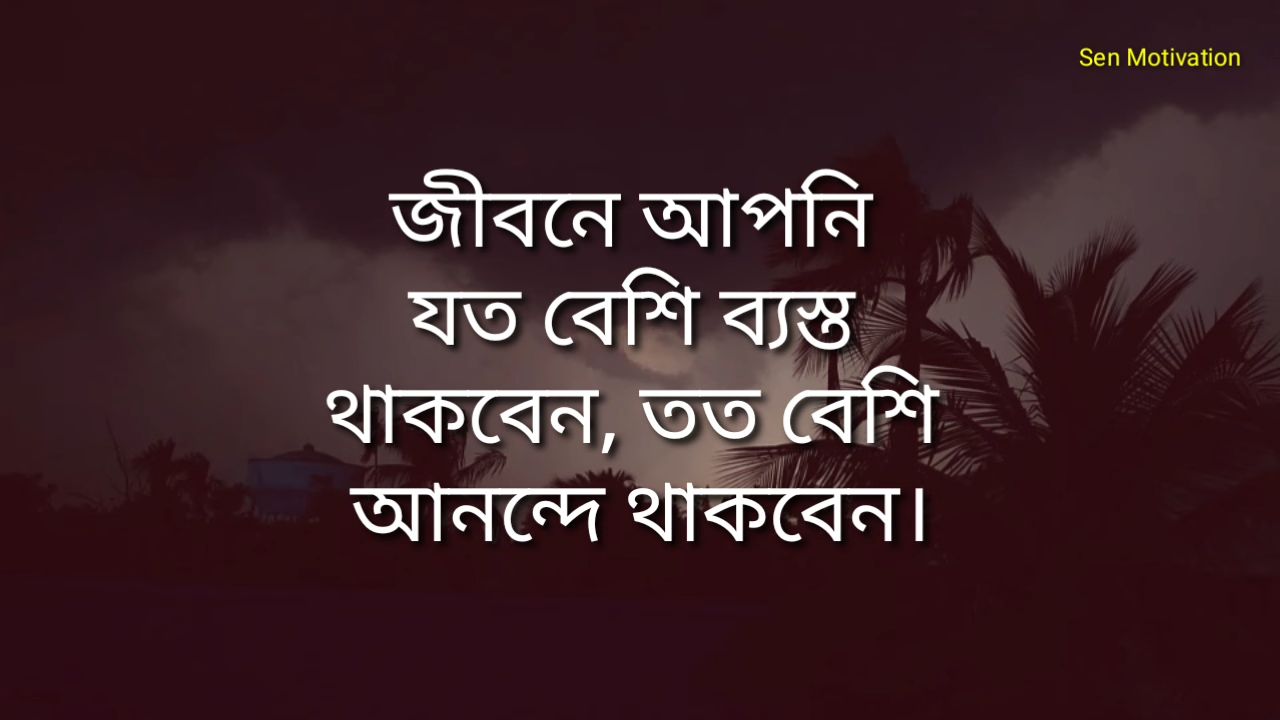 Sen Motivation
জীবনে আপনি
যত বেশি ব্যস্ত
থাকবেন, তত বেশি
আনন্দে থাকবেন।